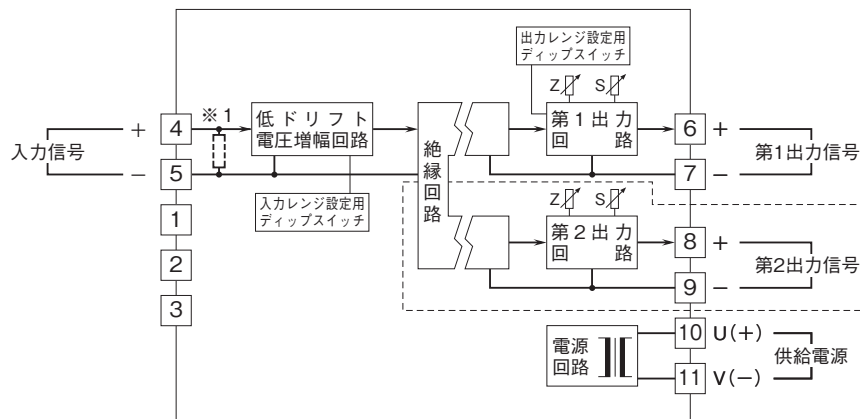 出力レンジ設定用
ディップスイッチ
Z S
※1
入力信号
+ 4
低ドリフト
電圧増幅回路
第1出力
回路
6 +
第1出力信号
− 5
7 −
絶縁回路
入力レンジ設定用
ディップスイッチ
1
Z S
2
第2出力
回路
8 +
第2出力信号
3
9 −
電源
回路
10 U(+)
供給電源
11 V(−)